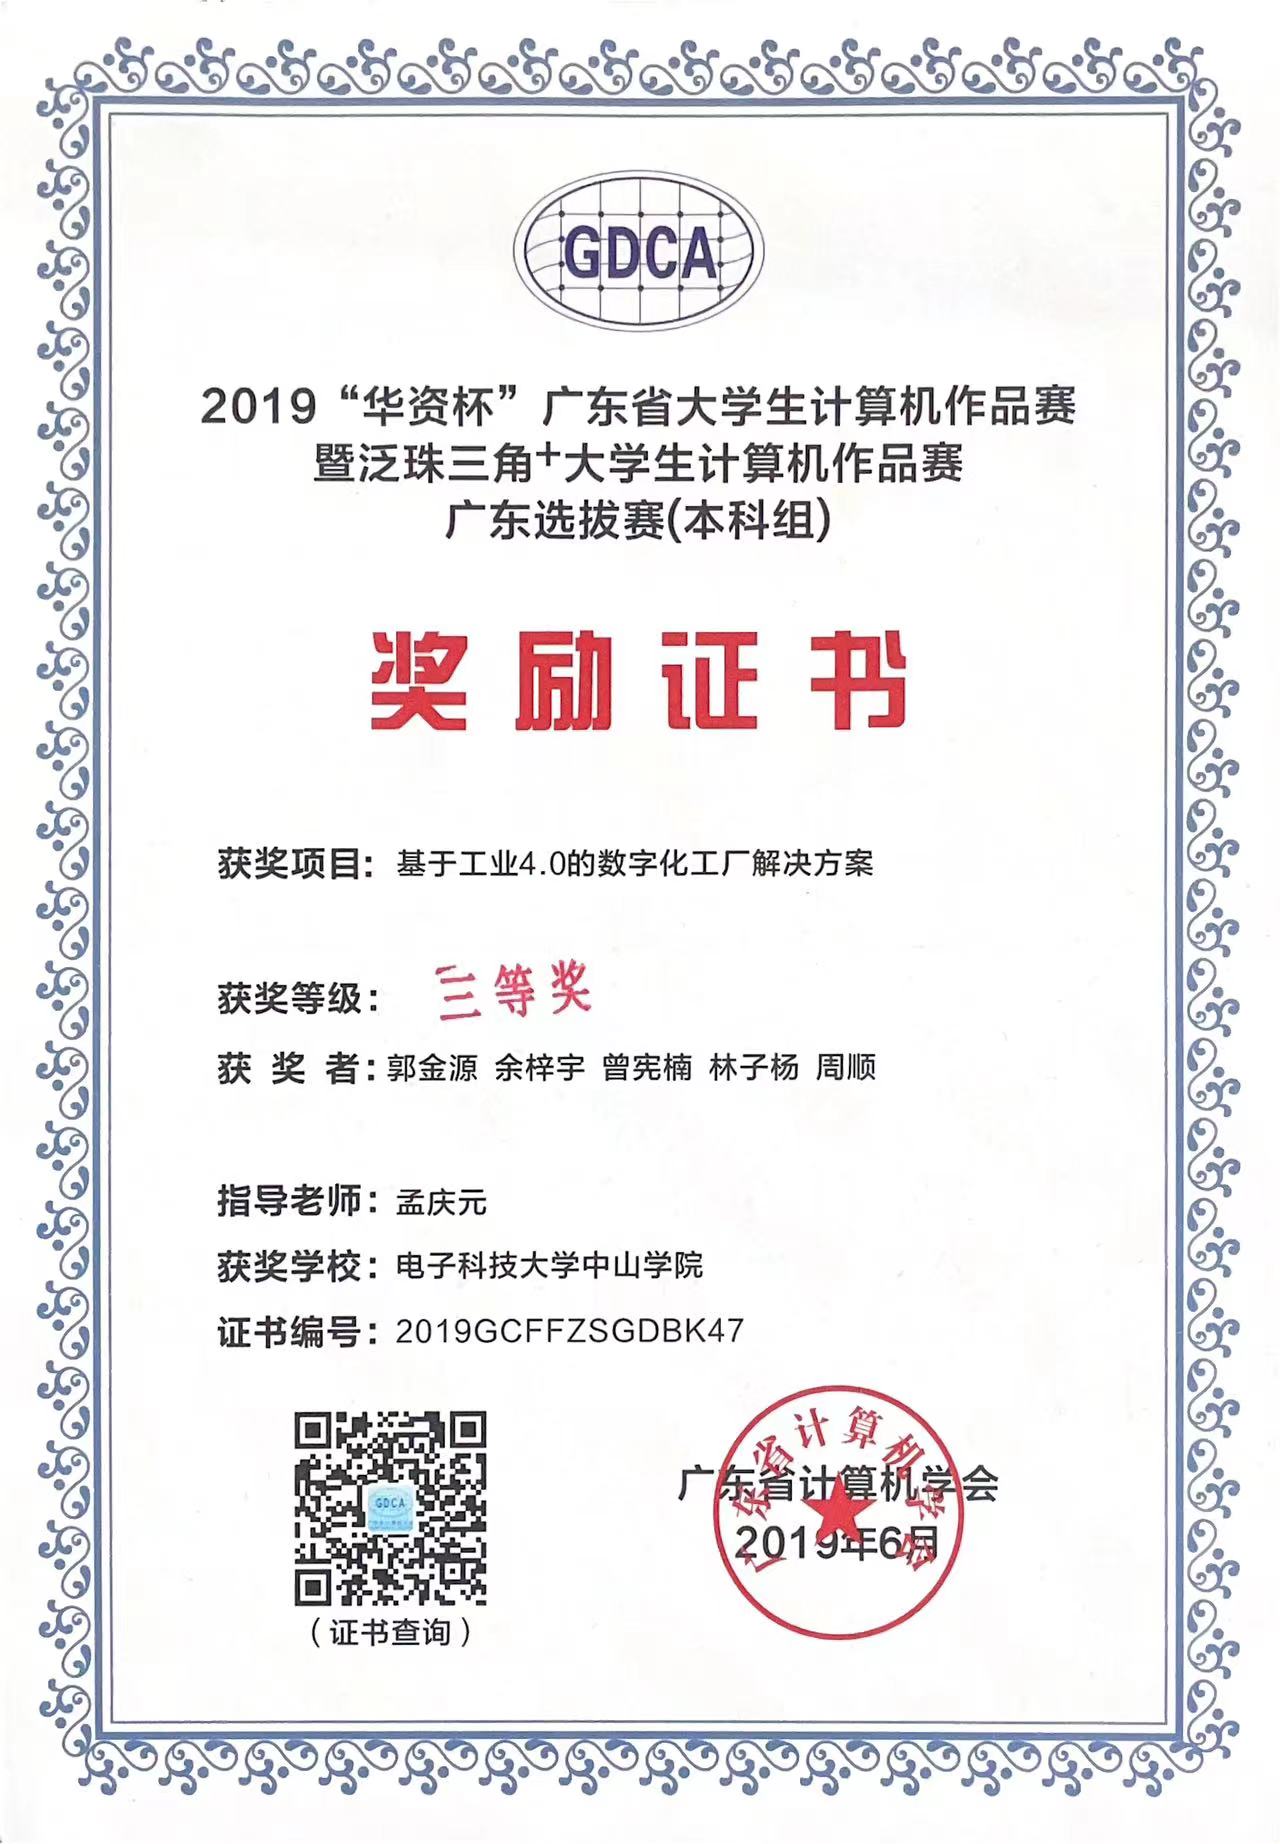 GDCA
2019“华资杯”广东省大学生计算机作品赛
暨泛珠三角+大学生计算机作品赛
广东选拔赛(本科组)
奖励证书
获奖项目：基于工业4.0的数字化工厂解决方案
获奖等级：三等奖
获奖者：郭金源 余梓宇 曾宪楠 林子杨 周顺
指导老师：孟庆元
获奖学校：电子科技大学中山学院
证书编号：2019GCFFZSGDBK47
GDCA
（证书查询）
广东省计算机学会
广东省计算机学会
2019年6月